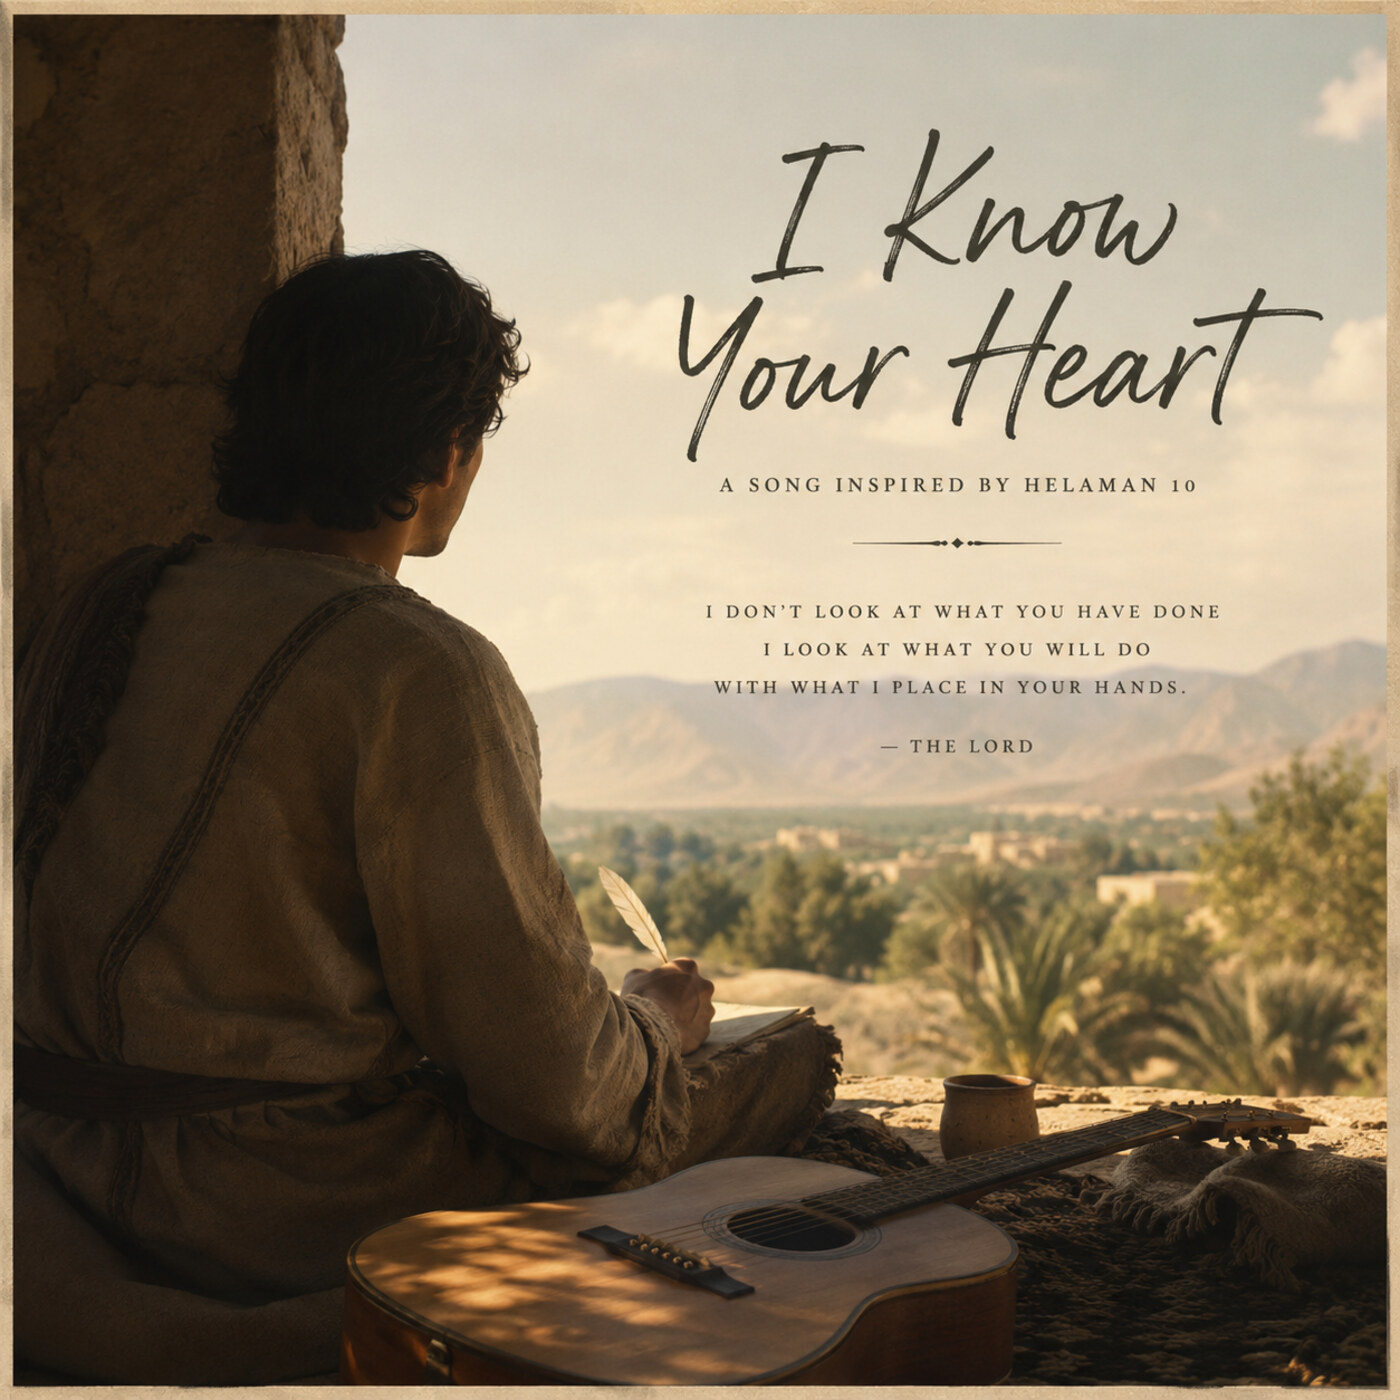 I Know
Your Heart
A SONG INSPIRED BY HELAMAN 10
I DON'T LOOK AT WHAT YOU HAVE DONE
I LOOK AT WHAT YOU WILL DO
WITH WHAT I PLACE IN YOUR HANDS.
— THE LORD